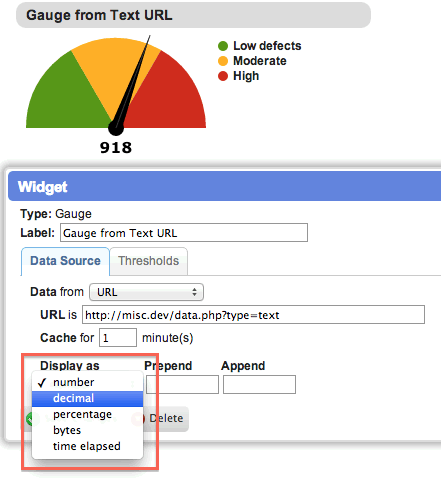 Gauge from Text URL
Low defects
Moderate
High
918
Widget
Type: Gauge
Label: Gauge from Text URL
Data Source Thresholds
Data from URL
URL is http://misc.dev/data.php?type=text
Cache for 1 minute(s)
Display as Prepend Append
✓ number
decimal
percentage
Delete
bytes
time elapsed